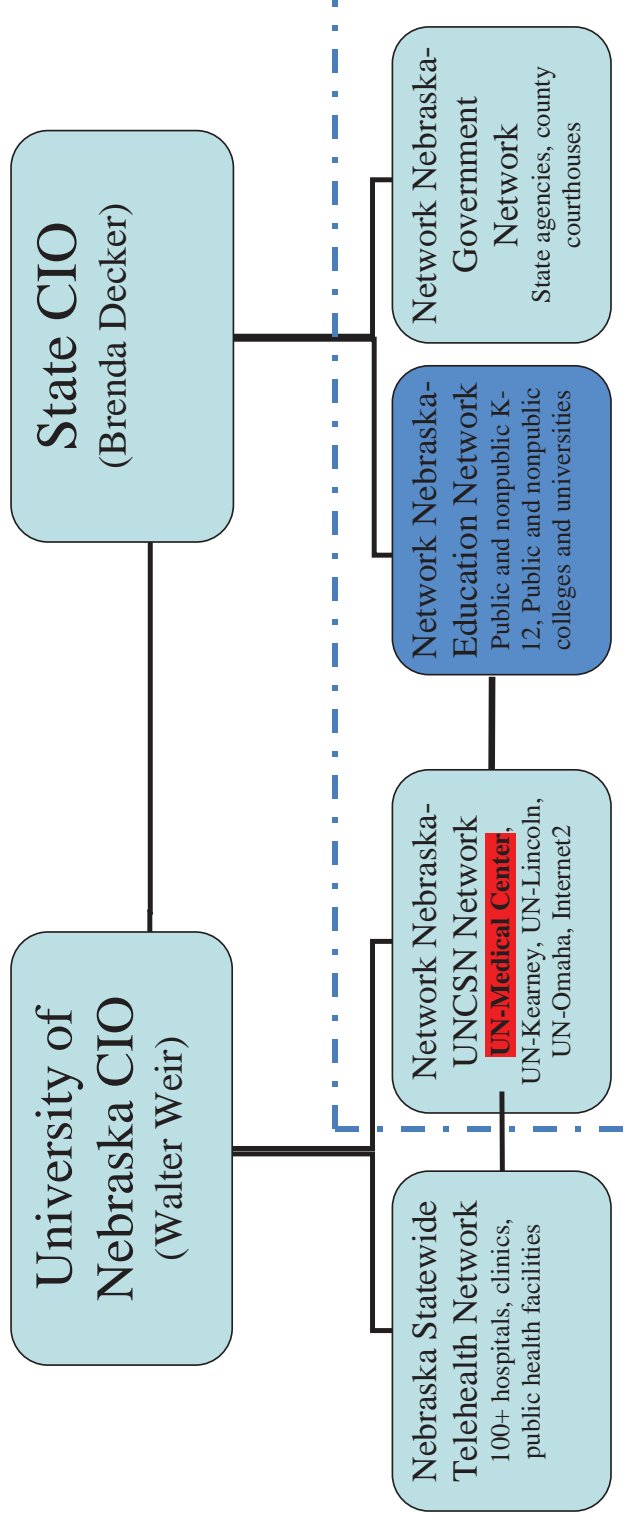 University of
Nebraska CIO
(Walter Weir)
State CIO
(Brenda Decker)
Nebraska Statewide
Telehealth Network
100+ hospitals, clinics,
public health facilities
Network Nebraska-
UNCSN Network
UN-Medical Center,
UN-Kearney, UN-Lincoln,
UN-Omaha, Internet2
Network Nebraska-
Education Network
Public and nonpublic K-
12, Public and nonpublic
colleges and universities
Network Nebraska-
Government
Network
State agencies, county
courthouses